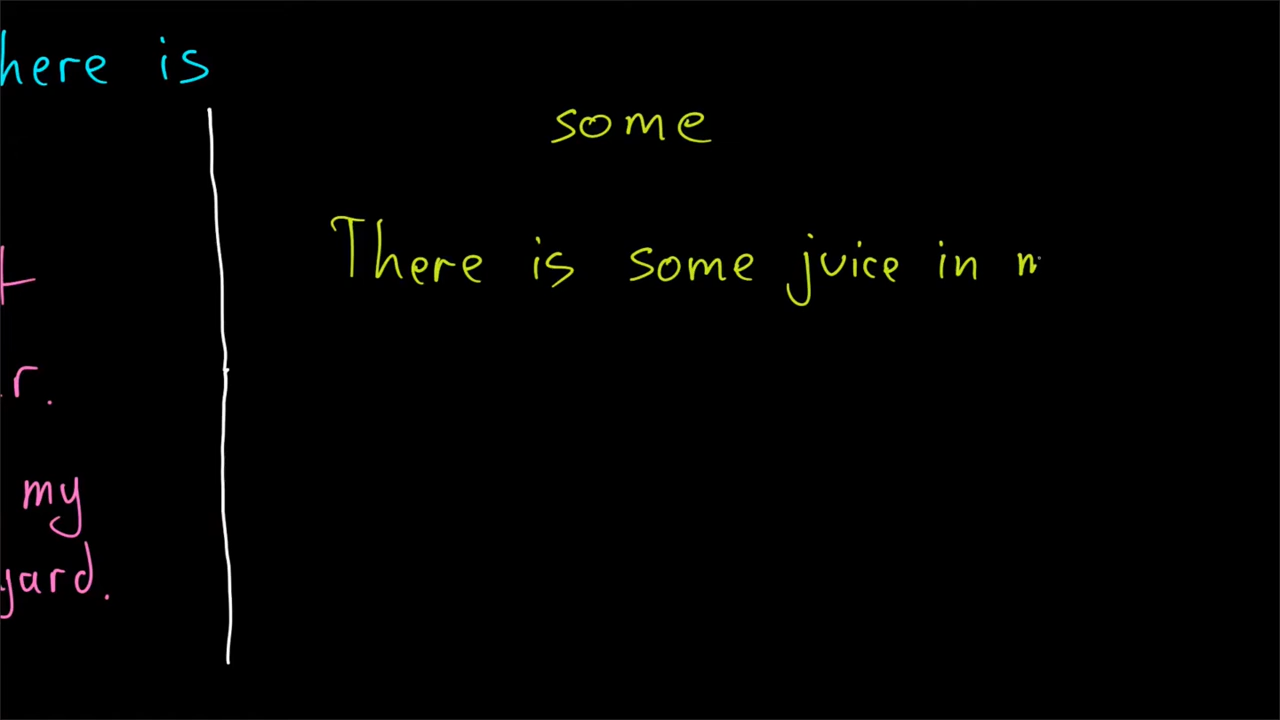 here is
some
There is some juice in
r.
my
yard.